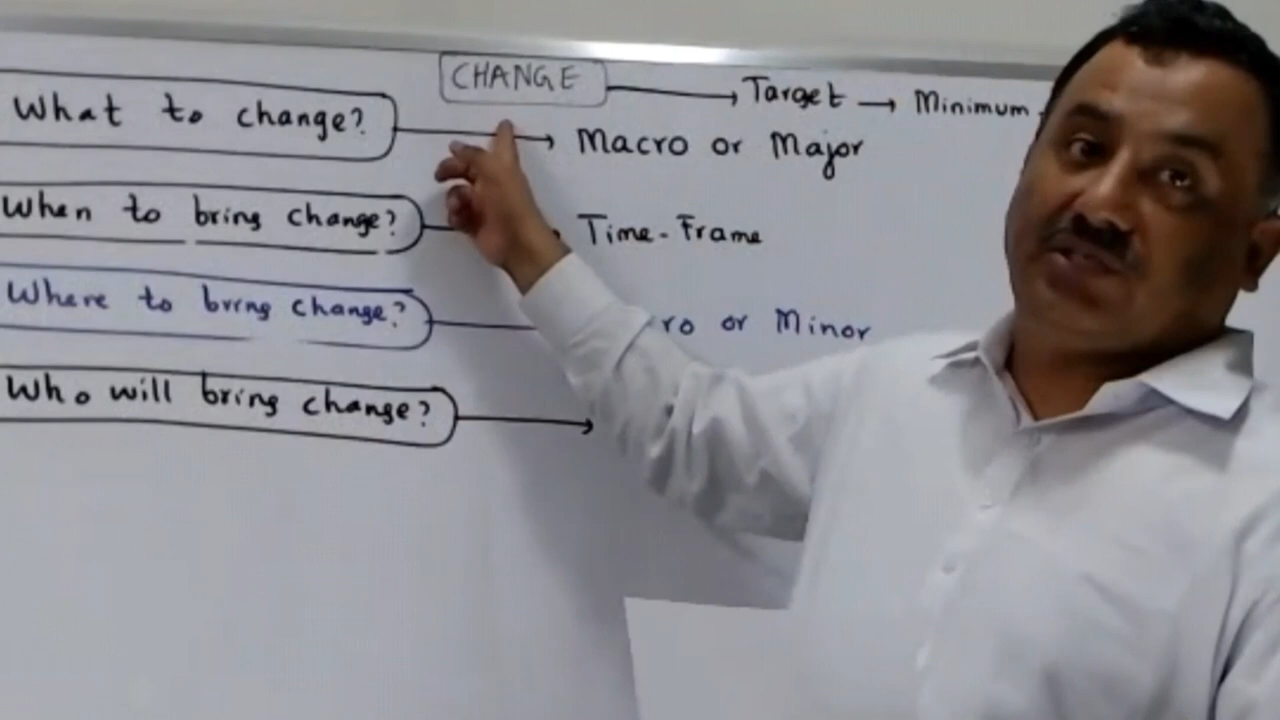 CHANGE → Target → Minimum
What to change? → Macro or Major
When to bring change? Time-Frame
Where to bring change? or Minor
Who will bring change? →